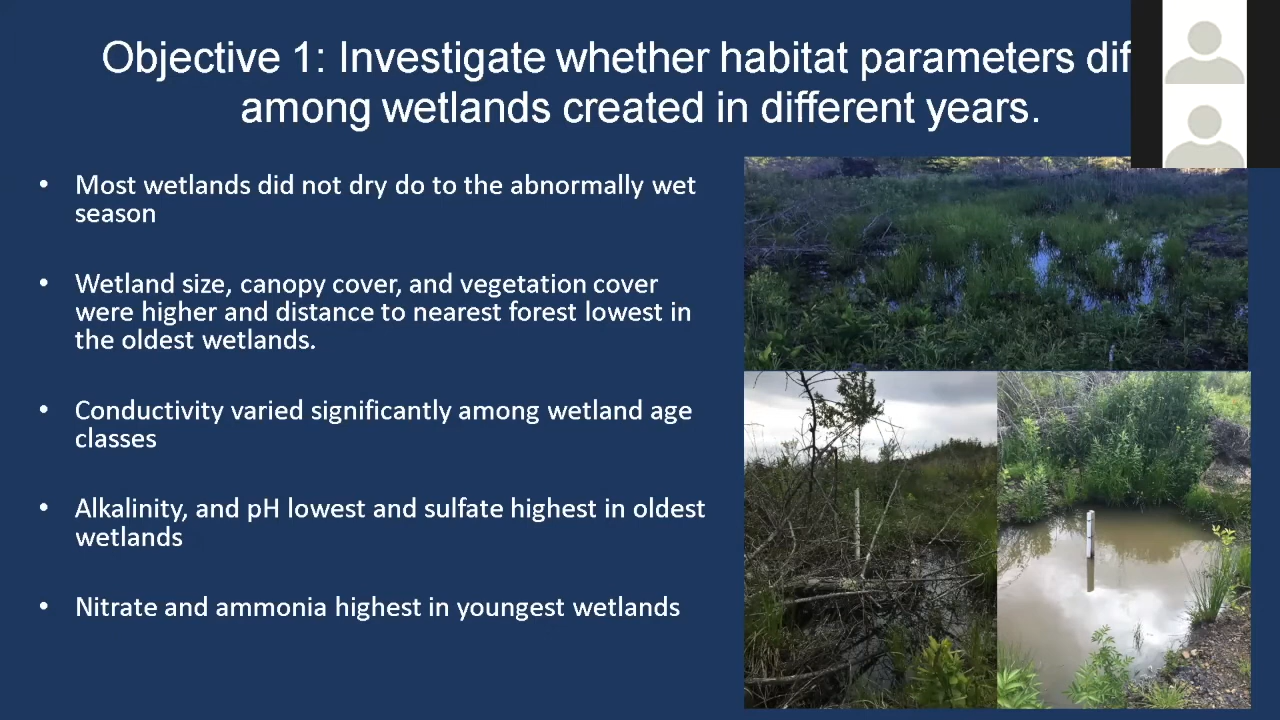 Objective 1: Investigate whether habitat parameters dif
among wetlands created in different years.
• Most wetlands did not dry do to the abnormally wet
season
• Wetland size, canopy cover, and vegetation cover
were higher and distance to nearest forest lowest in
the oldest wetlands.
• Conductivity varied significantly among wetland age
classes
• Alkalinity, and pH lowest and sulfate highest in oldest
wetlands
• Nitrate and ammonia highest in youngest wetlands